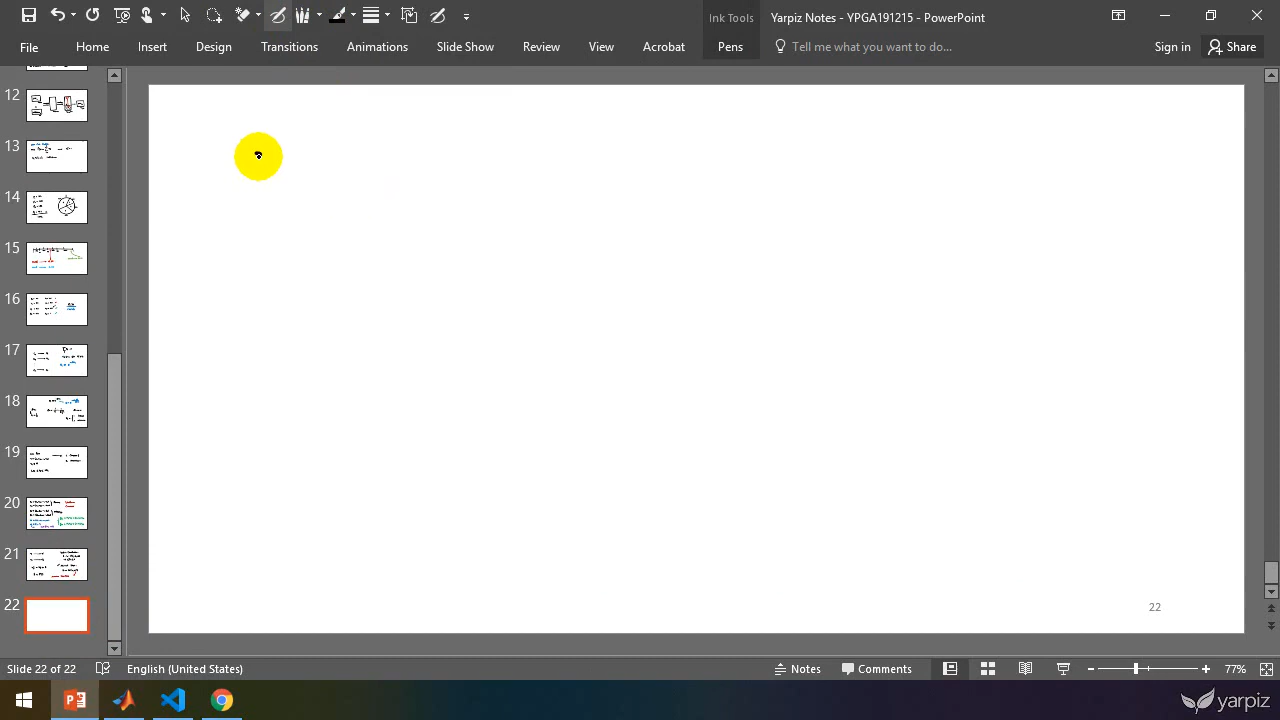 Ink Tools
Yarpiz Notes - YPGA191215 - PowerPoint
File Home Insert Design Transitions Animations Slide Show Review View Acrobat Pens Tell me what you want to do... Sign in Share
12
13
14
15
16
17
18
19
20
21
22
22
Slide 22 of 22 English (United States) Notes Comments 77%
yarpiz